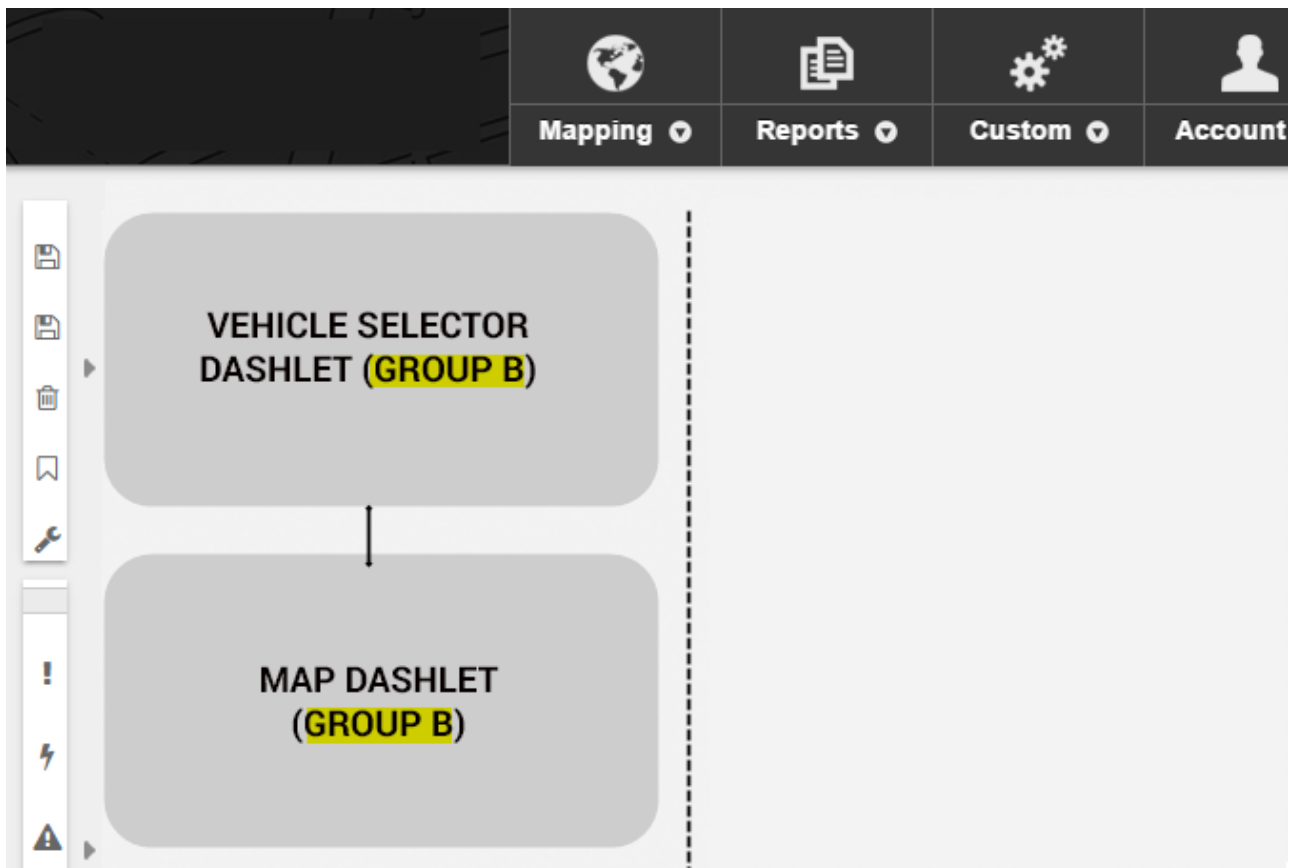 Mapping
Reports
Custom
Account
VEHICLE SELECTOR
DASHLET (GROUP B)
MAP DASHLET
(GROUP B)